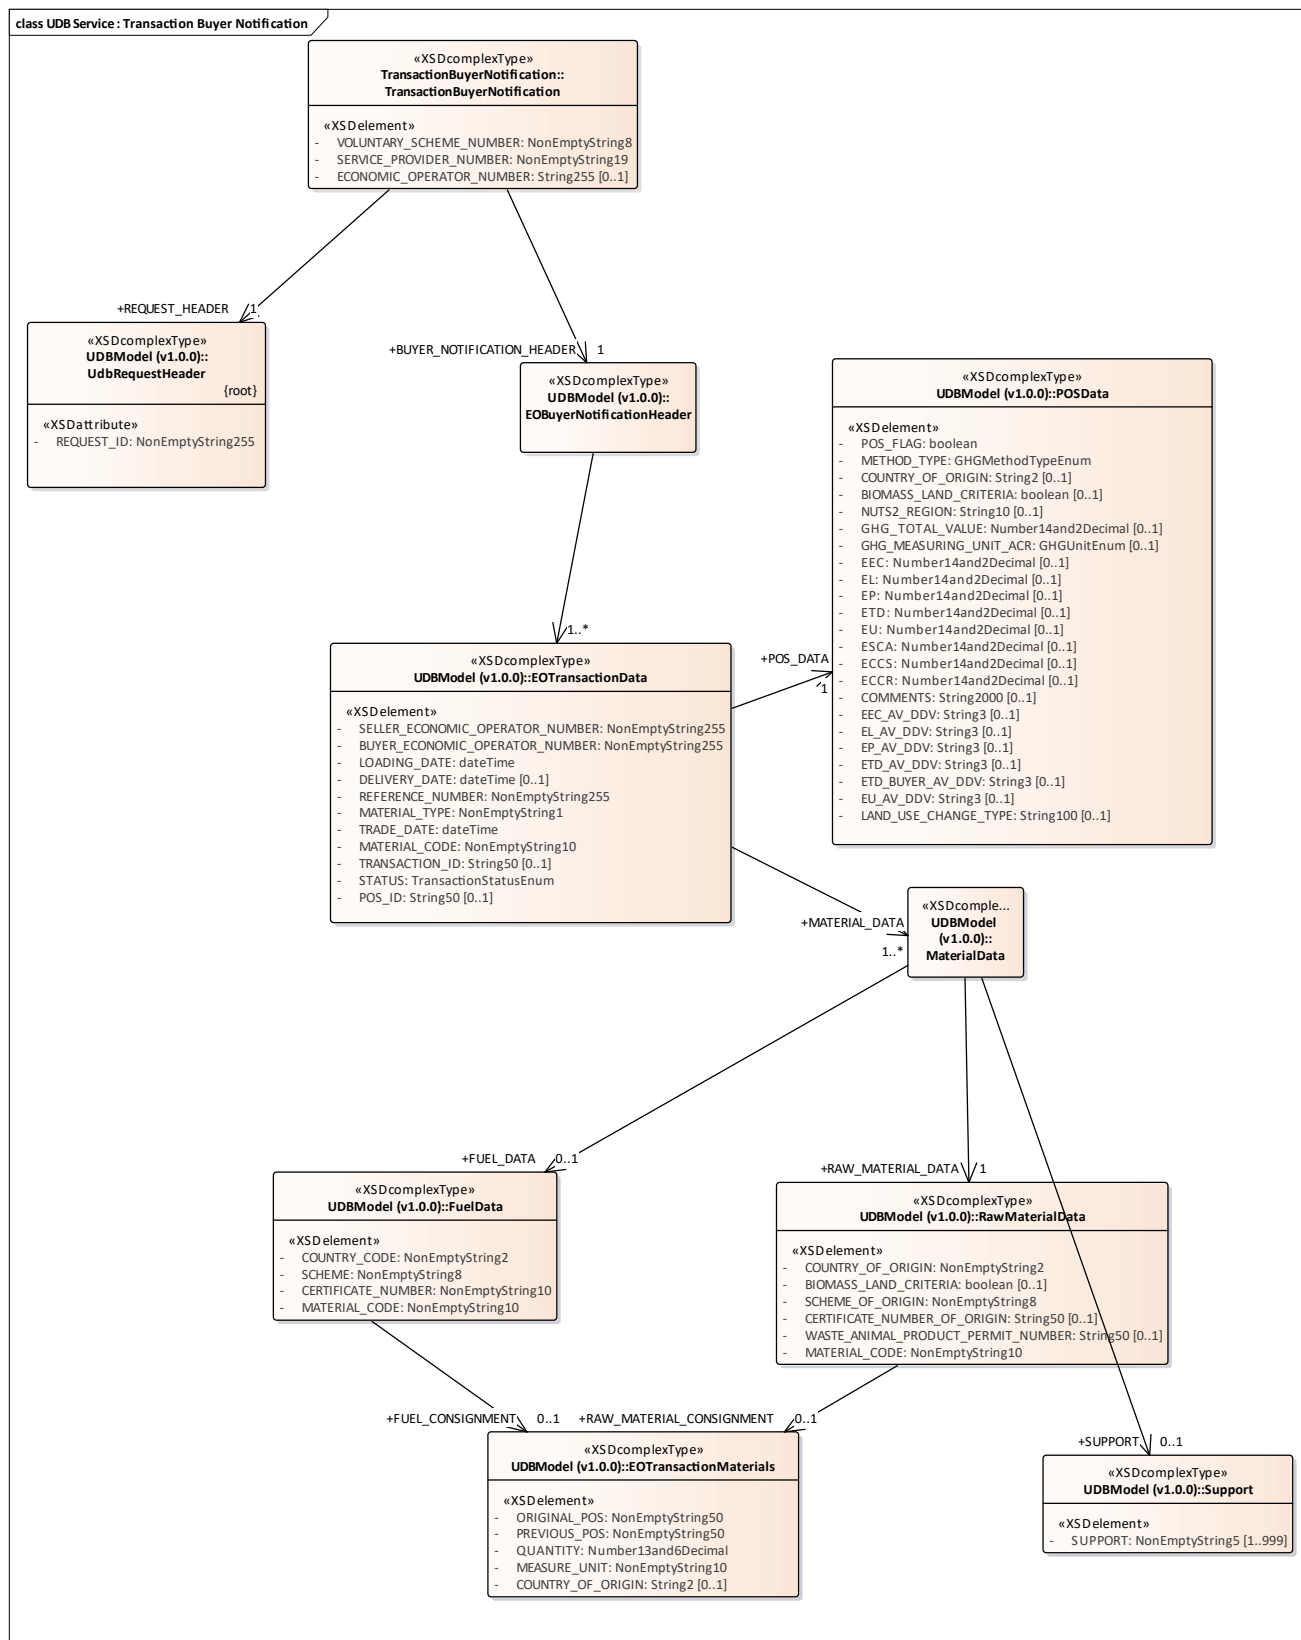 class UDB Service : Transaction Buyer Notification
«XSDcomplexType»
TransactionBuyerNotification::
TransactionBuyerNotification
«XSDelement»
- VOLUNTARY_SCHEME_NUMBER: NonEmptyString8
- SERVICE_PROVIDER_NUMBER: NonEmptyString19
- ECONOMIC_OPERATOR_NUMBER: String255 [0..1]
+REQUEST_HEADER 1
«XSDcomplexType»
UDBModel (v1.0.0)::
UdbRequestHeader
{root}
«XSDattribute»
- REQUEST_ID: NonEmptyString255
+BUYER_NOTIFICATION_HEADER 1
«XSDcomplexType»
UDBModel (v1.0.0)::
EOBuyerNotificationHeader
«XSDcomplexType»
UDBModel (v1.0.0)::POSData
«XSDelement»
- POS_FLAG: boolean
- METHOD_TYPE: GHGMethodTypeEnum
- COUNTRY_OF_ORIGIN: String2 [0..1]
- BIOMASS_LAND_CRITERIA: boolean [0..1]
- NUTS2_REGION: String10 [0..1]
- GHG_TOTAL_VALUE: Number14and2Decimal [0..1]
- GHG_MEASURING_UNIT_ACR: GHGUnitEnum [0..1]
- EEC: Number14and2Decimal [0..1]
- EL: Number14and2Decimal [0..1]
- EP: Number14and2Decimal [0..1]
- ETD: Number14and2Decimal [0..1]
- EU: Number14and2Decimal [0..1]
- ESCA: Number14and2Decimal [0..1]
- ECCS: Number14and2Decimal [0..1]
- ECCR: Number14and2Decimal [0..1]
- COMMENTS: String2000 [0..1]
- EEC_AV_DDV: String3 [0..1]
- EL_AV_DDV: String3 [0..1]
- EP_AV_DDV: String3 [0..1]
- ETD_AV_DDV: String3 [0..1]
- ETD_BUYER_AV_DDV: String3 [0..1]
- EU_AV_DDV: String3 [0..1]
- LAND_USE_CHANGE_TYPE: String100 [0..1]
1..*
«XSDcomplexType»
UDBModel (v1.0.0)::EOTransactionData
«XSDelement»
- SELLER_ECONOMIC_OPERATOR_NUMBER: NonEmptyString255
- BUYER_ECONOMIC_OPERATOR_NUMBER: NonEmptyString255
- LOADING_DATE: dateTime
- DELIVERY_DATE: dateTime [0..1]
- REFERENCE_NUMBER: NonEmptyString255
- MATERIAL_TYPE: NonEmptyString1
- TRADE_DATE: dateTime
- MATERIAL_CODE: NonEmptyString10
- TRANSACTION_ID: String50 [0..1]
- STATUS: TransactionStatusEnum
- POS_ID: String50 [0..1]
+POS_DATA
1
+MATERIAL_DATA
1..*
«XSDcomple...
UDBModel
(v1.0.0)::
MaterialData
+FUEL_DATA 0..1
«XSDcomplexType»
UDBModel (v1.0.0)::FuelData
«XSDelement»
- COUNTRY_CODE: NonEmptyString2
- SCHEME: NonEmptyString8
- CERTIFICATE_NUMBER: NonEmptyString10
- MATERIAL_CODE: NonEmptyString10
+RAW_MATERIAL_DATA 1
«XSDcomplexType»
UDBModel (v1.0.0)::RawMaterialData
«XSDelement»
- COUNTRY_OF_ORIGIN: NonEmptyString2
- BIOMASS_LAND_CRITERIA: boolean [0..1]
- SCHEME_OF_ORIGIN: NonEmptyString8
- CERTIFICATE_NUMBER_OF_ORIGIN: String50 [0..1]
- WASTE_ANIMAL_PRODUCT_PERMIT_NUMBER: String50 [0..1]
- MATERIAL_CODE: NonEmptyString10
+FUEL_CONSIGNMENT 0..1
+RAW_MATERIAL_CONSIGNMENT 0..1
«XSDcomplexType»
UDBModel (v1.0.0)::EOTransactionMaterials
«XSDelement»
- ORIGINAL_POS: NonEmptyString50
- PREVIOUS_POS: NonEmptyString50
- QUANTITY: Number13and6Decimal
- MEASURE_UNIT: NonEmptyString10
- COUNTRY_OF_ORIGIN: String2 [0..1]
+SUPPORT 0..1
«XSDcomplexType»
UDBModel (v1.0.0)::Support
«XSDelement»
- SUPPORT: NonEmptyString5 [1..999]